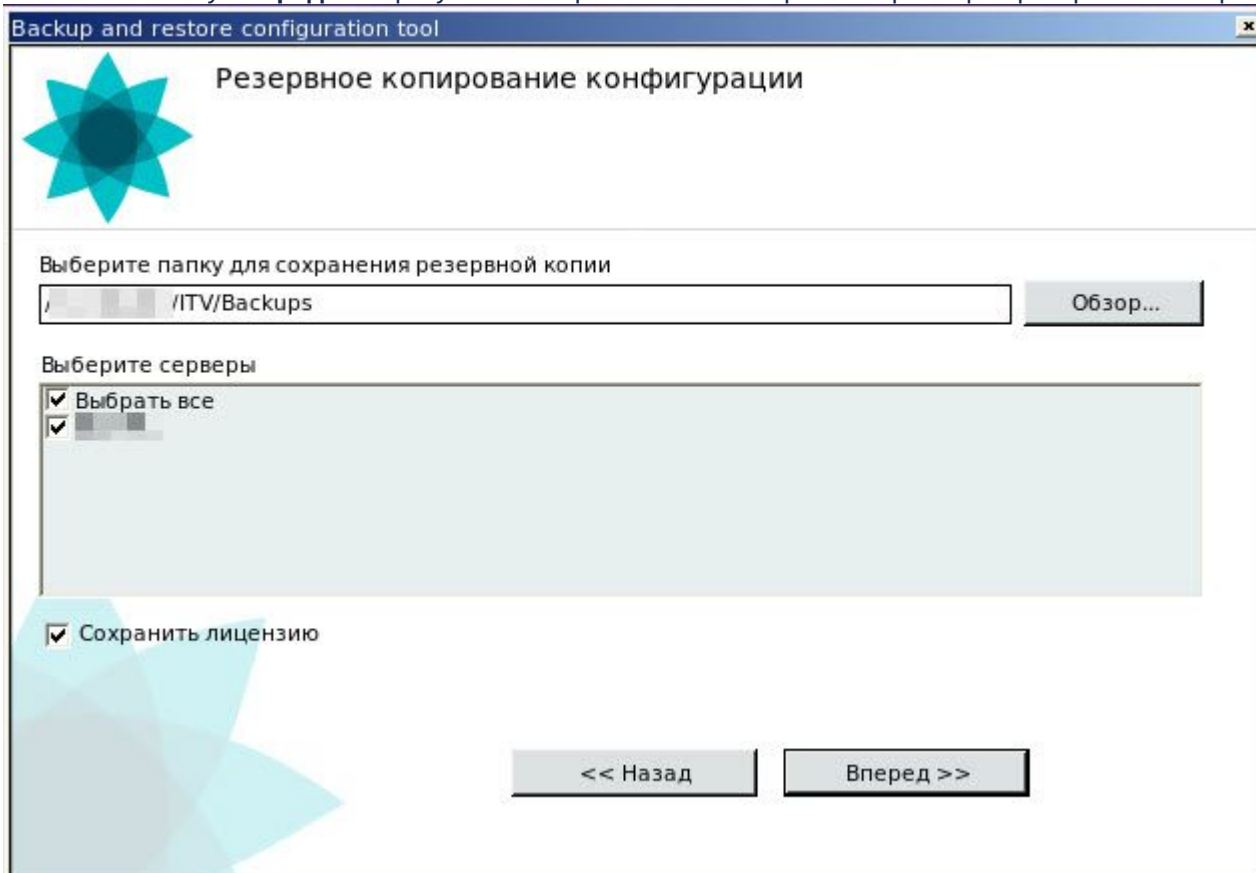 Backup and restore configuration tool
Резервное копирование конфигурации
Выберите папку для сохранения резервной копии
/ /ITV/Backups
Обзор...
Выберите серверы
Выбрать все
Сохранить лицензию
<< Назад
Вперед >>